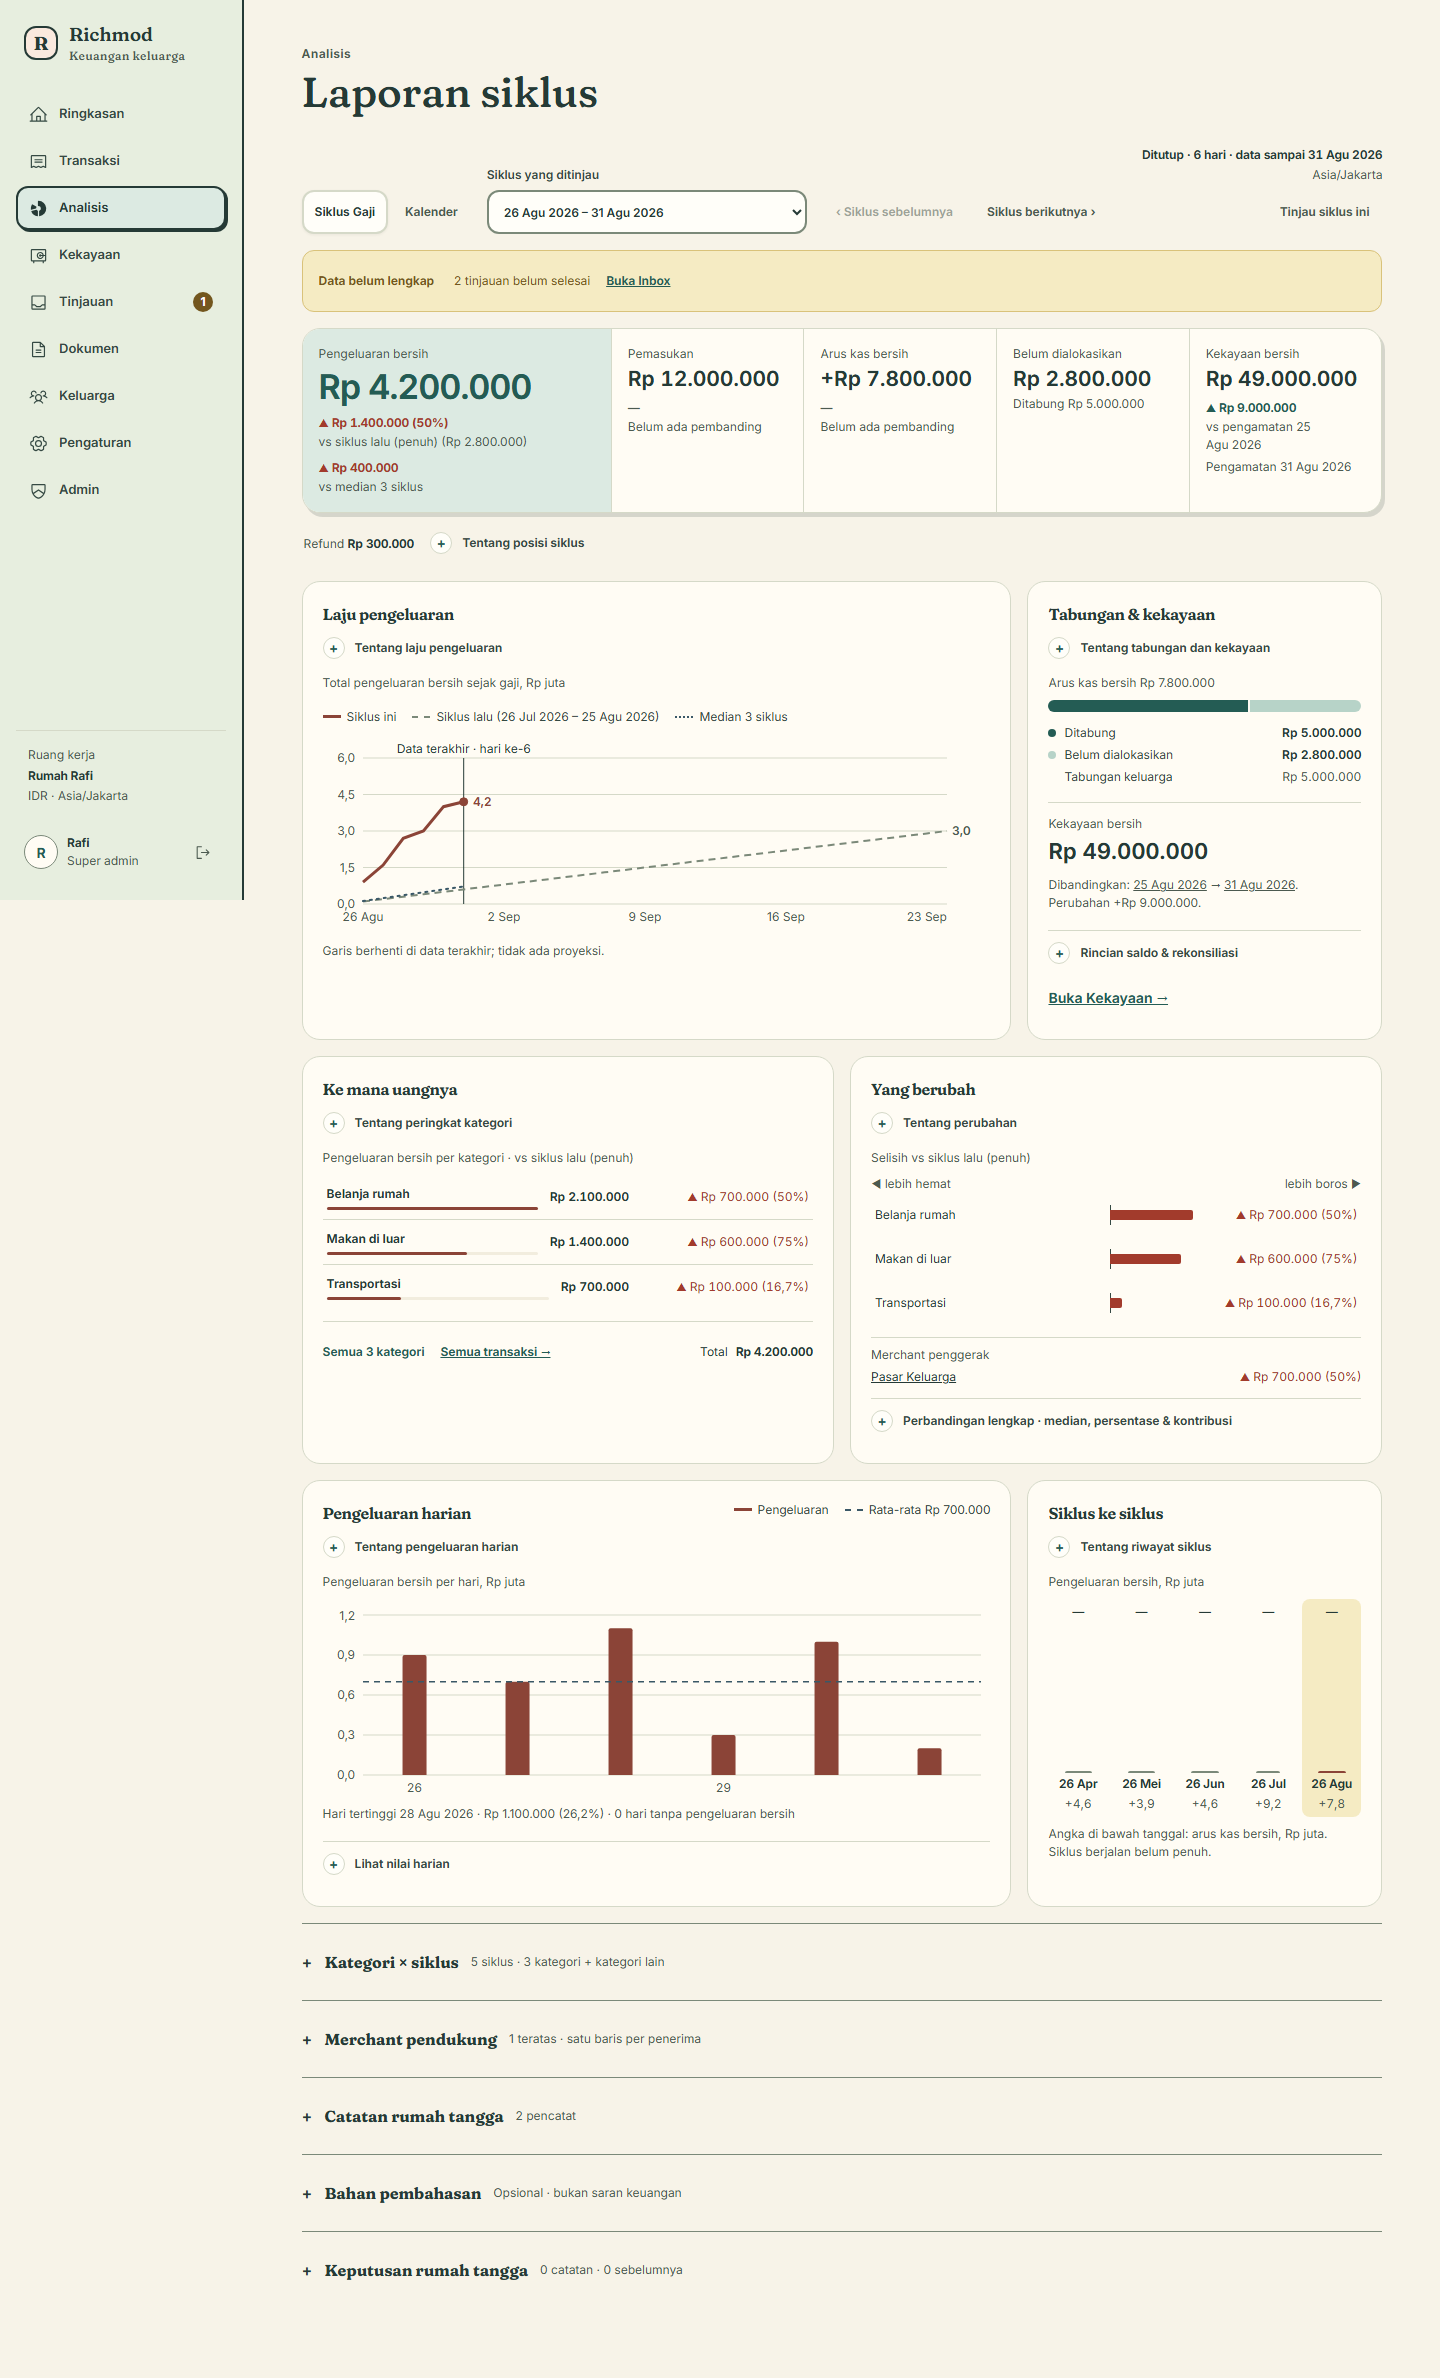 R
Richmod
Keuangan keluarga
Ringkasan
Transaksi
Analisis
Kekayaan
Tinjauan 1
Dokumen
Keluarga
Pengaturan
Admin
Ruang kerja
Rumah Rafi
IDR · Asia/Jakarta
R
Rafi
Super admin
Analisis
Laporan siklus
Ditutup · 6 hari · data sampai 31 Agu 2026
Asia/Jakarta
Siklus yang ditinjau
Siklus Gaji Kalender 26 Agu 2026 – 31 Agu 2026 ‹ Siklus sebelumnya Siklus berikutnya › Tinjau siklus ini
Data belum lengkap 2 tinjauan belum selesai Buka Inbox
Pengeluaran bersih
Rp 4.200.000
▲ Rp 1.400.000 (50%)
vs siklus lalu (penuh) (Rp 2.800.000)
▲ Rp 400.000
vs median 3 siklus
Pemasukan
Rp 12.000.000
—
Belum ada pembanding
Arus kas bersih
+Rp 7.800.000
—
Belum ada pembanding
Belum dialokasikan
Rp 2.800.000
Ditabung Rp 5.000.000
Kekayaan bersih
Rp 49.000.000
▲ Rp 9.000.000
vs pengamatan 25
Agu 2026
Pengamatan 31 Agu 2026
Refund Rp 300.000 + Tentang posisi siklus
Laju pengeluaran
+ Tentang laju pengeluaran
Total pengeluaran bersih sejak gaji, Rp juta
Siklus ini Siklus lalu (26 Jul 2026 – 25 Agu 2026) Median 3 siklus
Data terakhir · hari ke-6
6,0
4,5
4,2
3,0
3,0
1,5
0,0
26 Agu 2 Sep 9 Sep 16 Sep 23 Sep
Garis berhenti di data terakhir; tidak ada proyeksi.
Tabungan & kekayaan
+ Tentang tabungan dan kekayaan
Arus kas bersih Rp 7.800.000
Ditabung Rp 5.000.000
Belum dialokasikan Rp 2.800.000
Tabungan keluarga Rp 5.000.000
Kekayaan bersih
Rp 49.000.000
Dibandingkan: 25 Agu 2026 → 31 Agu 2026.
Perubahan +Rp 9.000.000.
+ Rincian saldo & rekonsiliasi
Buka Kekayaan →
Ke mana uangnya
+ Tentang peringkat kategori
Pengeluaran bersih per kategori · vs siklus lalu (penuh)
Belanja rumah Rp 2.100.000 ▲ Rp 700.000 (50%)
Makan di luar Rp 1.400.000 ▲ Rp 600.000 (75%)
Transportasi Rp 700.000 ▲ Rp 100.000 (16,7%)
Semua 3 kategori Semua transaksi → Total Rp 4.200.000
Yang berubah
+ Tentang perubahan
Selisih vs siklus lalu (penuh)
◀ lebih hemat lebih boros ▶
Belanja rumah ▲ Rp 700.000 (50%)
Makan di luar ▲ Rp 600.000 (75%)
Transportasi ▲ Rp 100.000 (16,7%)
Merchant penggerak
Pasar Keluarga ▲ Rp 700.000 (50%)
+ Perbandingan lengkap · median, persentase & kontribusi
Pengeluaran harian
Pengeluaran Rata-rata Rp 700.000
+ Tentang pengeluaran harian
Pengeluaran bersih per hari, Rp juta
1,2
0,9
0,6
0,3
0,0
26 29
Hari tertinggi 28 Agu 2026 · Rp 1.100.000 (26,2%) · 0 hari tanpa pengeluaran bersih
+ Lihat nilai harian
Siklus ke siklus
+ Tentang riwayat siklus
Pengeluaran bersih, Rp juta
— — — — —
26 Apr 26 Mei 26 Jun 26 Jul 26 Agu
+4,6 +3,9 +4,6 +9,2 +7,8
Angka di bawah tanggal: arus kas bersih, Rp juta.
Siklus berjalan belum penuh.
+ Kategori × siklus 5 siklus · 3 kategori + kategori lain
+ Merchant pendukung 1 teratas · satu baris per penerima
+ Catatan rumah tangga 2 pencatat
+ Bahan pembahasan Opsional · bukan saran keuangan
+ Keputusan rumah tangga 0 catatan · 0 sebelumnya